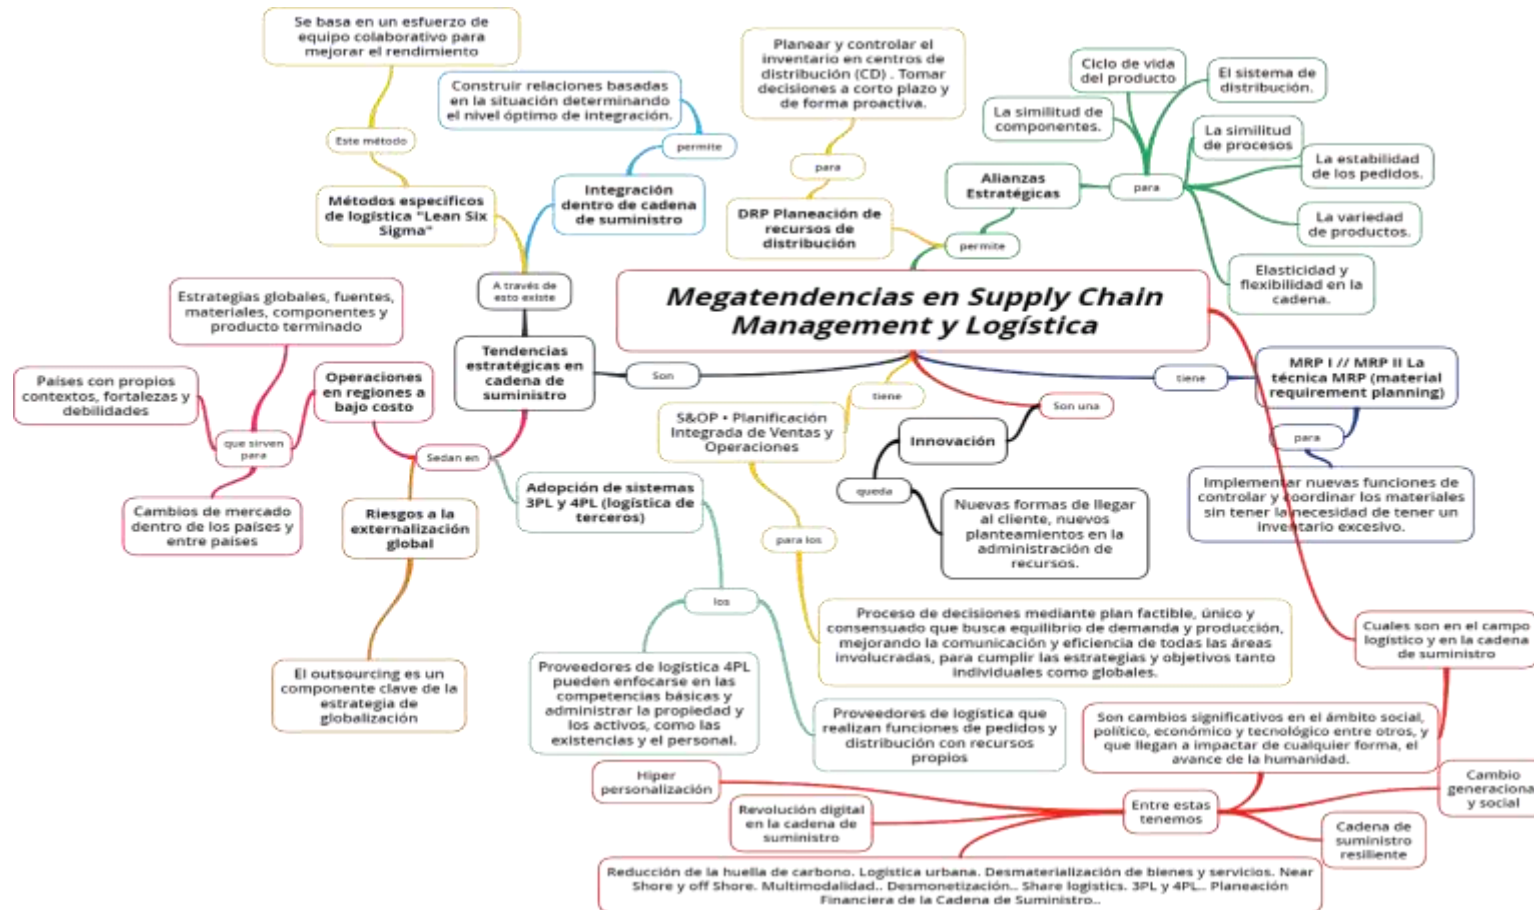 Se basa en un esfuerzo de
equipo colaborativo para
mejorar el rendimiento
Este método
Métodos específicos
de logística "Lean Six
Sigma"
Construir relaciones basadas
en la situación determinando
el nivel óptimo de integración.
permite
Integración
dentro de cadena
de suministro
A través de
esto existe
Planear y controlar el
inventario en centros de
distribución (CD) . Tomar
decisiones a corto plazo y
de forma proactiva.
para
DRP Planeación de
recursos de
distribución
permite
Alianzas
Estratégicas
para
Ciclo de vida
del producto
El sistema de
distribución.
La similitud de
componentes.
La similitud
de procesos
La estabilidad
de los pedidos.
La variedad
de productos.
Elasticidad y
flexibilidad en la
cadena.
Megatendencias en Supply Chain
Management y Logística
Tendencias
estratégicas en
cadena de
suministro
Son
Estrategias globales, fuentes,
materiales, componentes y
producto terminado
Países con propios
contextos, fortalezas y
debilidades
Operaciones
en regiones a
bajo costo
que sirven
para
Cambios de mercado
dentro de los países y
entre países
Sedan en
Riesgos a la
externalización
global
El outsourcing es un
componente clave de la
estrategia de
globalización
Adopción de sistemas
3PL y 4PL (logística de
terceros)
los
Proveedores de logística 4PL
pueden enfocarse en las
competencias básicas y
administrar la propiedad y
los activos, como las
existencias y el personal.
Proveedores de logística que
realizan funciones de pedidos y
distribución con recursos
propios
tiene
S&OP • Planificación
Integrada de Ventas y
Operaciones
para los
Proceso de decisiones mediante plan factible, único y
consensuado que busca equilibrio de demanda y producción,
mejorando la comunicación y eficiencia de todas las áreas
involucradas, para cumplir las estrategias y objetivos tanto
individuales como globales.
Son una
Innovación
queda
Nuevas formas de llegar
al cliente, nuevos
planteamientos en la
administración de
recursos.
tiene
MRP I // MRP II La
técnica MRP (material
requirement planning)
para
Implementar nuevas funciones de
controlar y coordinar los materiales
sin tener la necesidad de tener un
inventario excesivo.
Cuales son en el campo
logístico y en la cadena
de suministro
Son cambios significativos en el ámbito social,
político, económico y tecnológico entre otros, y
que llegan a impactar de cualquier forma, el
avance de la humanidad.
Entre estas
tenemos
Hiper
personalización
Revolución digital
en la cadena de
suministro
Cambio
generaciona
y social
Cadena de
suministro
resiliente
Reducción de la huella de carbono. Logística urbana. Desmaterialización de bienes y servicios. Near
Shore y off Shore. Multimodalidad.. Desmonetización.. Share logistics. 3PL y 4PL.. Planeación
Financiera de la Cadena de Suministro..